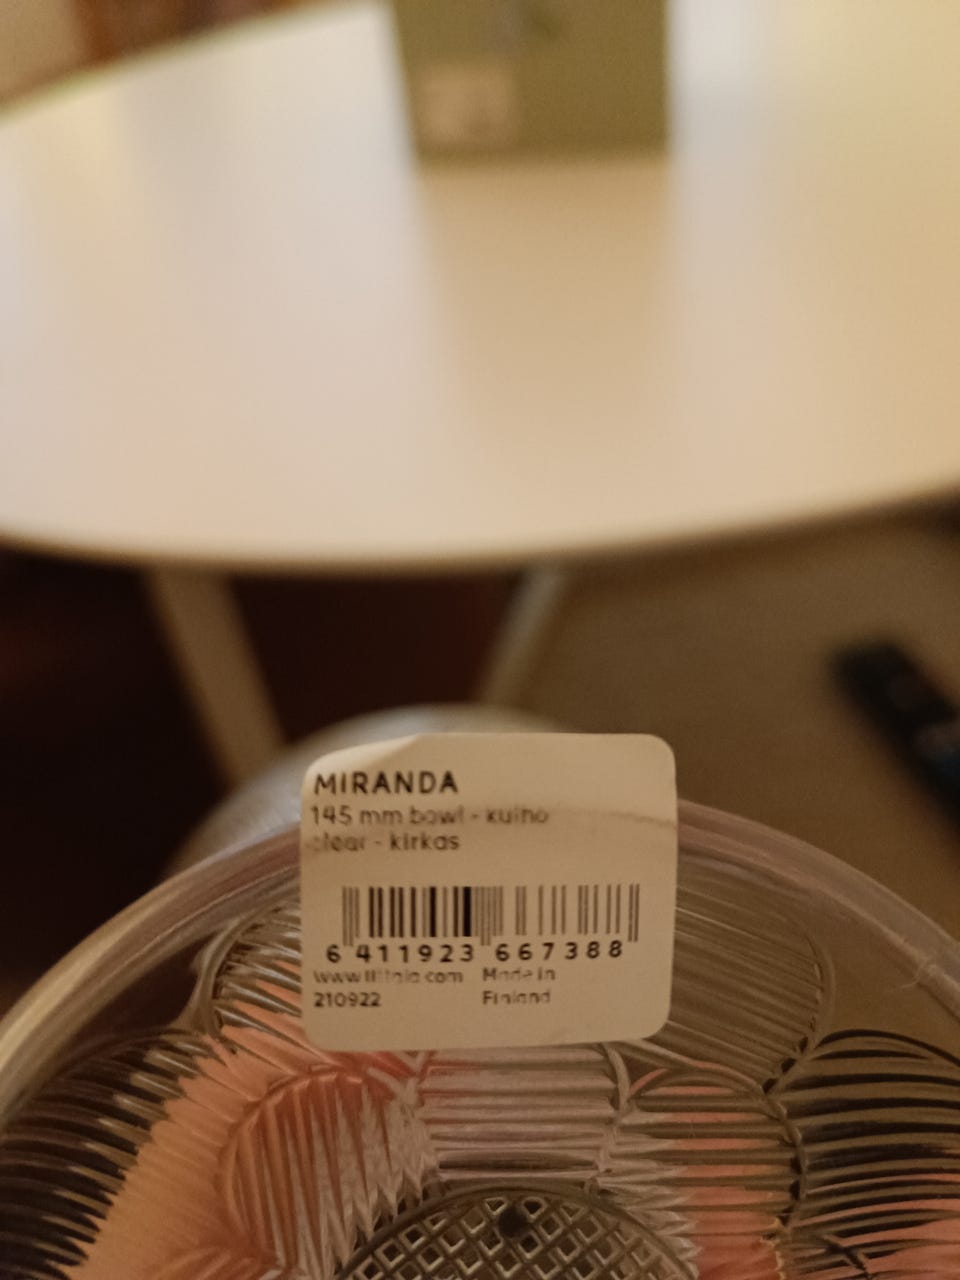 MIRANDA
145 mm bowl - kulho
clear - kirkas
6 411923 667388
www.iittala.com Made in
210922 Finland